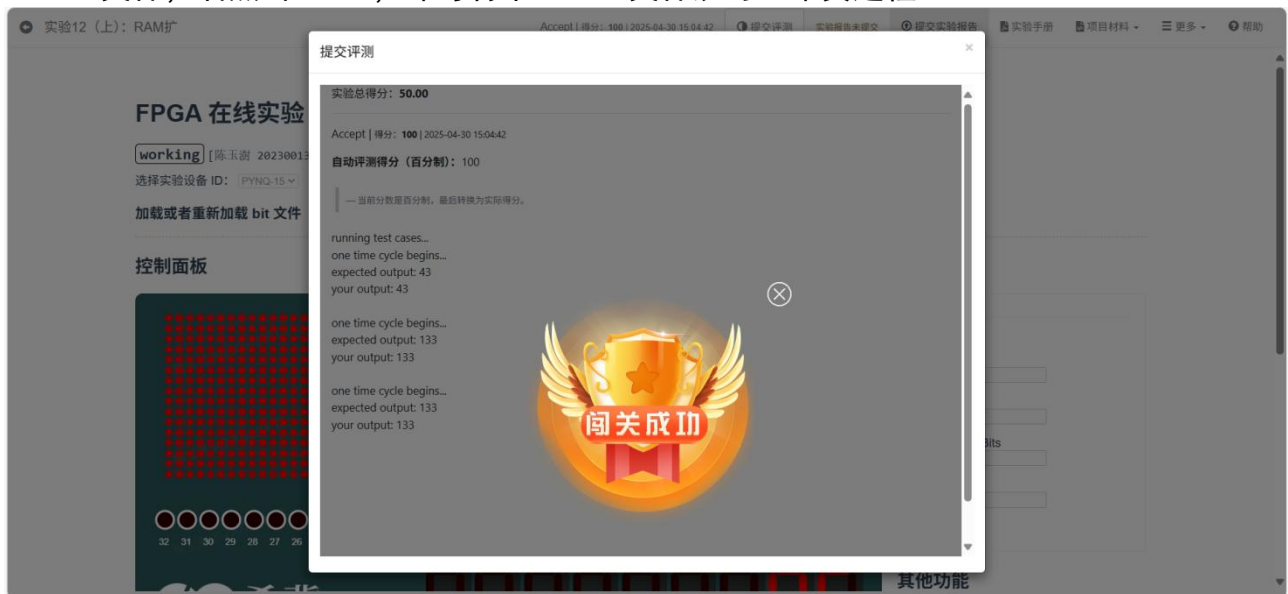 实验12（上）：RAM扩
Accept | 得分：100 | 2025-04-30 15:04:42
提交评测
实验报告未提交
提交实验报告
实验手册
项目材料
更多
帮助
提交评测
×
实验总得分：50.00
Accept | 得分：100 | 2025-04-30 15:04:42
自动评测得分（百分制）：100
— 当前分数是百分制，最后转换为实际得分。
running test cases...
one time cycle begins...
expected output: 43
your output: 43
one time cycle begins...
expected output: 133
your output: 133
one time cycle begins...
expected output: 133
your output: 133
闯关成功
FPGA 在线实验
working [陈玉澍 20230013
选择实验设备 ID： PYNQ-15
加载或者重新加载 bit 文件
控制面板
32 31 30 29 28 27 26
Bits
其他功能